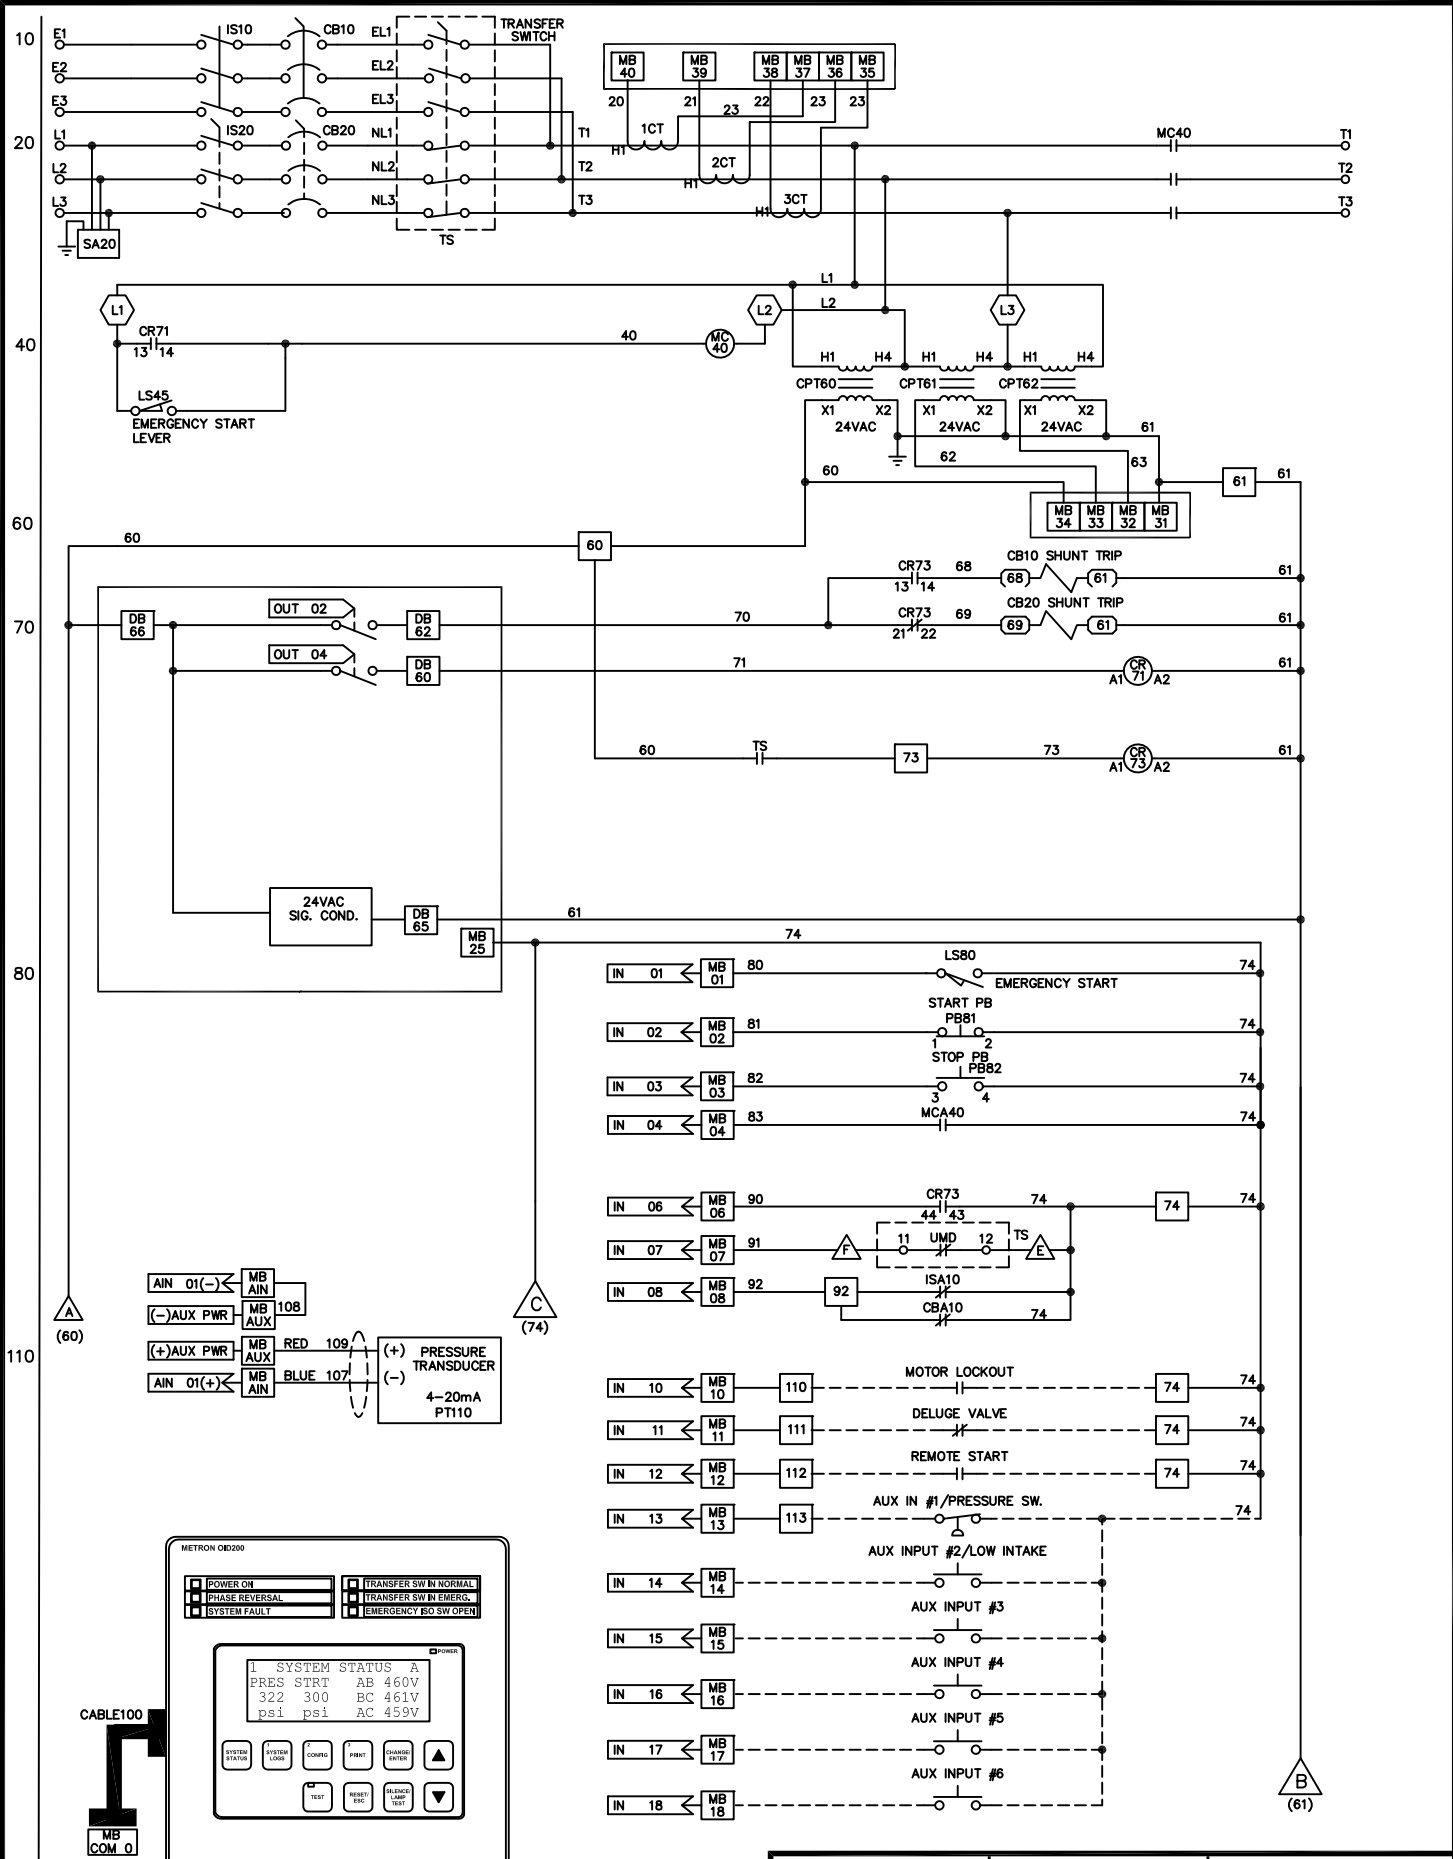 10 E1 IS10 CB10 EL1 TRANSFER
SWITCH
E2 EL2
MB 40 MB 39 MB 38 MB 37 MB 36 MB 35
E3 EL3
20 21 23 22 23 23
20 L1 IS20 CB20 NL1 T1 H1 1CT MC40 T1
L2 NL2 T2 H1 2CT T2
L3 NL3 T3 H1 3CT T3
SA20 TS
L1
L1 L2 L2 L3
40 CR71 40 MC 40
13 14
H1 H4 H1 H4 H1 H4
CPT60 CPT61 CPT62
LS45 X1 X2 X1 X2 X1 X2
EMERGENCY START
LEVER
24VAC 24VAC 24VAC 61
60 62 63 61 61
MB 34 MB 33 MB 32 MB 31
60 60 60
CB10 SHUNT TRIP
CR73 68 68 61 61
13 14
CB20 SHUNT TRIP
70 DB 66 OUT 02 DB 62 70 CR73 69 69 61 61
21 22
OUT 04 DB 60 71 A1 CR 71 A2 61
60 TS 73 73 A1 CR 73 A2 61
24VAC
SIG. COND.
DB 65 61
MB 25 74
80 IN 01 MB 01 80 LS80 74
EMERGENCY START
START PB
IN 02 MB 02 81 PB81 74
1 2
STOP PB
IN 03 MB 03 82 PB82 74
3 4
IN 04 MB 04 83 MCA40 74
IN 06 MB 06 90 CR73 74 74 74
44 43
IN 07 MB 07 91 F 11 UMD 12 TS E
IN 08 MB 08 92 92 ISA10
CBA10 74
A
(60)
C
(74)
AIN 01(-) MB AIN
(-)AUX PWR MB AUX 108
110 (+)AUX PWR MB AUX RED 109 (+) PRESSURE
TRANSDUCER
AIN 01(+) MB AIN BLUE 107 (-)
4-20mA
PT110
MOTOR LOCKOUT
IN 10 MB 10 110 74 74
DELUGE VALVE
IN 11 MB 11 111 74 74
REMOTE START
IN 12 MB 12 112 74 74
AUX IN #1/PRESSURE SW.
IN 13 MB 13 113 74
AUX INPUT #2/LOW INTAKE
IN 14 MB 14
AUX INPUT #3
IN 15 MB 15
AUX INPUT #4
IN 16 MB 16
AUX INPUT #5
IN 17 MB 17
AUX INPUT #6
IN 18 MB 18
B
(61)
METRON OID200
POWER ON TRANSFER SW IN NORMAL
PHASE REVERSAL TRANSFER SW IN EMERG.
SYSTEM FAULT EMERGENCY ISO SW OPEN
POWER
1 SYSTEM STATUS A
PRES STRT AB 460V
322 300 BC 461V
psi psi AC 459V
SYSTEM STATUS 1 SYSTEM LOGS 2 CONFIG 3 PRINT CHANGE/ ENTER
TEST RESET/ ESC SILENCE/ LAMP TEST
CABLE100
MB
COM 0